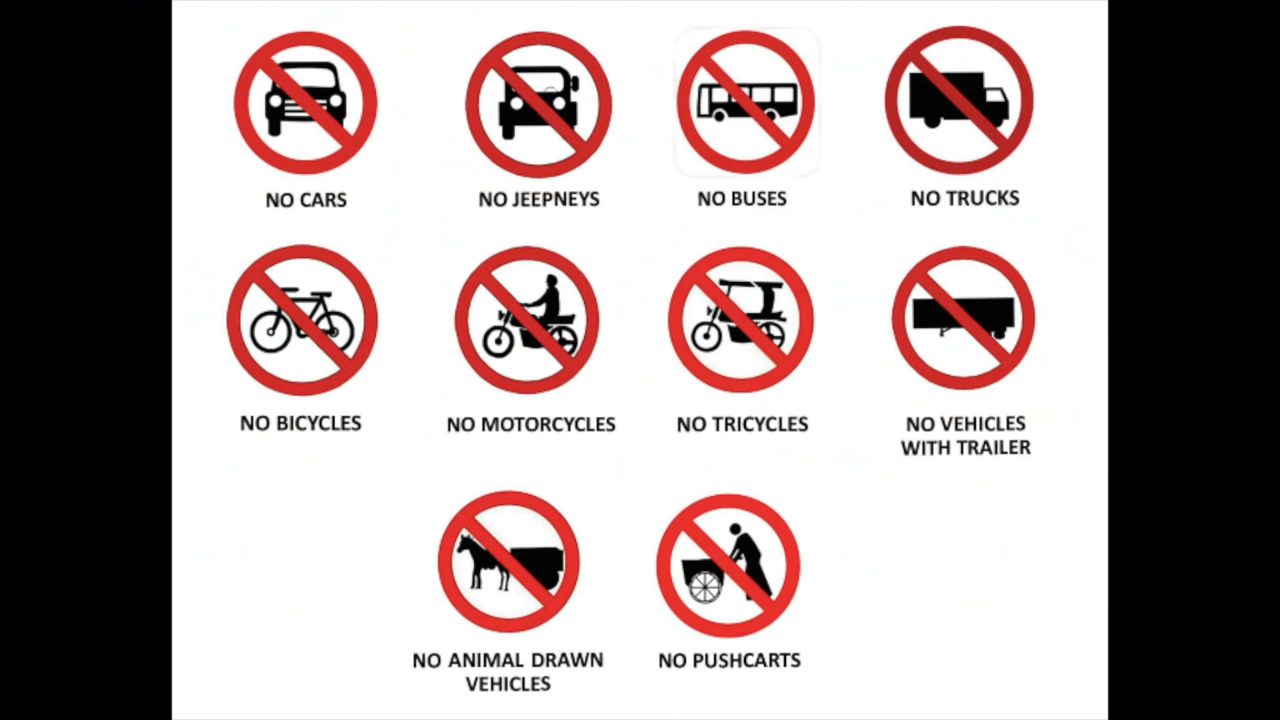 NO CARS
NO JEEPNEYS
NO BUSES
NO TRUCKS
NO BICYCLES
NO MOTORCYCLES
NO TRICYCLES
NO VEHICLES
WITH TRAILER
NO ANIMAL DRAWN
VEHICLES
NO PUSHCARTS